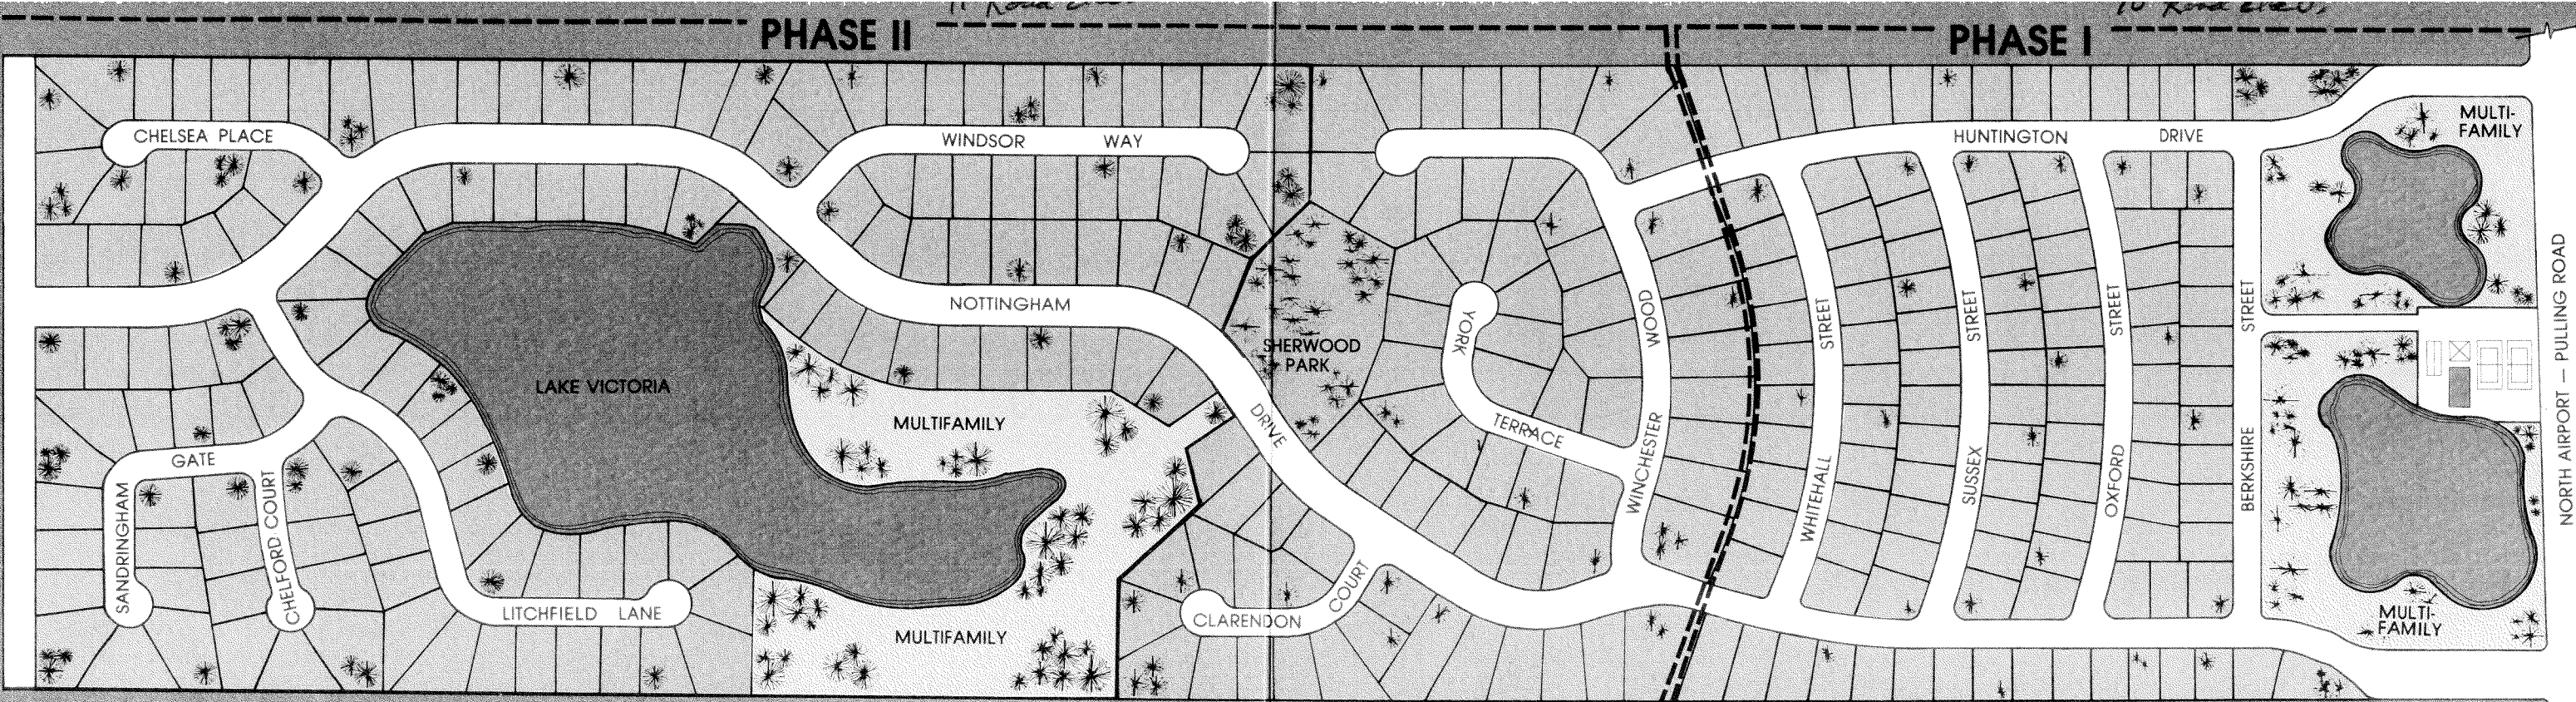 PHASE II
PHASE I
CHELSEA PLACE
WINDSOR WAY
HUNTINGTON DRIVE
MULTI-
FAMILY
NOTTINGHAM
DRIVE
LAKE VICTORIA
MULTIFAMILY
SHERWOOD
PARK
YORK
TERRACE
WINCHESTER WOOD
WHITEHALL STREET
SUSSEX STREET
OXFORD STREET
BERKSHIRE STREET
NORTH AIRPORT — PULLING ROAD
SANDRINGHAM
GATE
CHELFORD COURT
LITCHFIELD LANE
MULTIFAMILY
CLARENDON
COURT
MULTI-
FAMILY